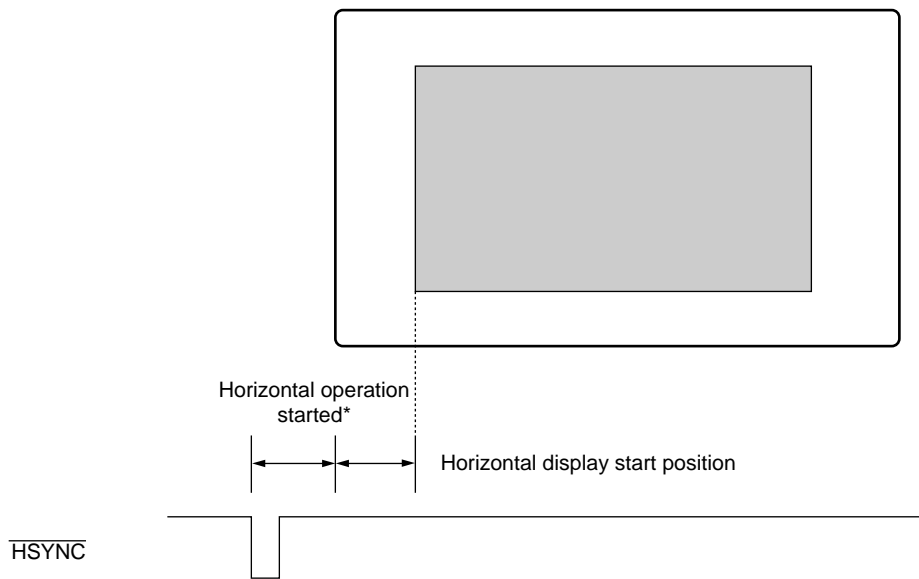 Horizontal operation
started*
Horizontal display start position
HSYNC